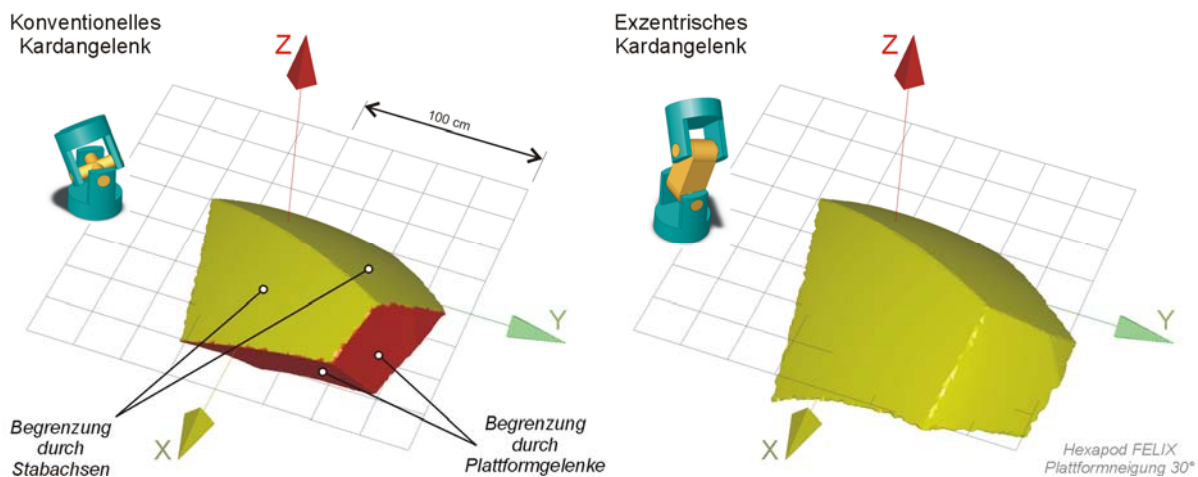 Konventionelles
Kardangelenk
Z
100 cm
Y
X
Begrenzung
durch
Stabachsen
Begrenzung
durch
Plattformgelenke
Exzentrisches
Kardangelenk
Z
Y
X
Hexapod FELIX
Plattformneigung 30°